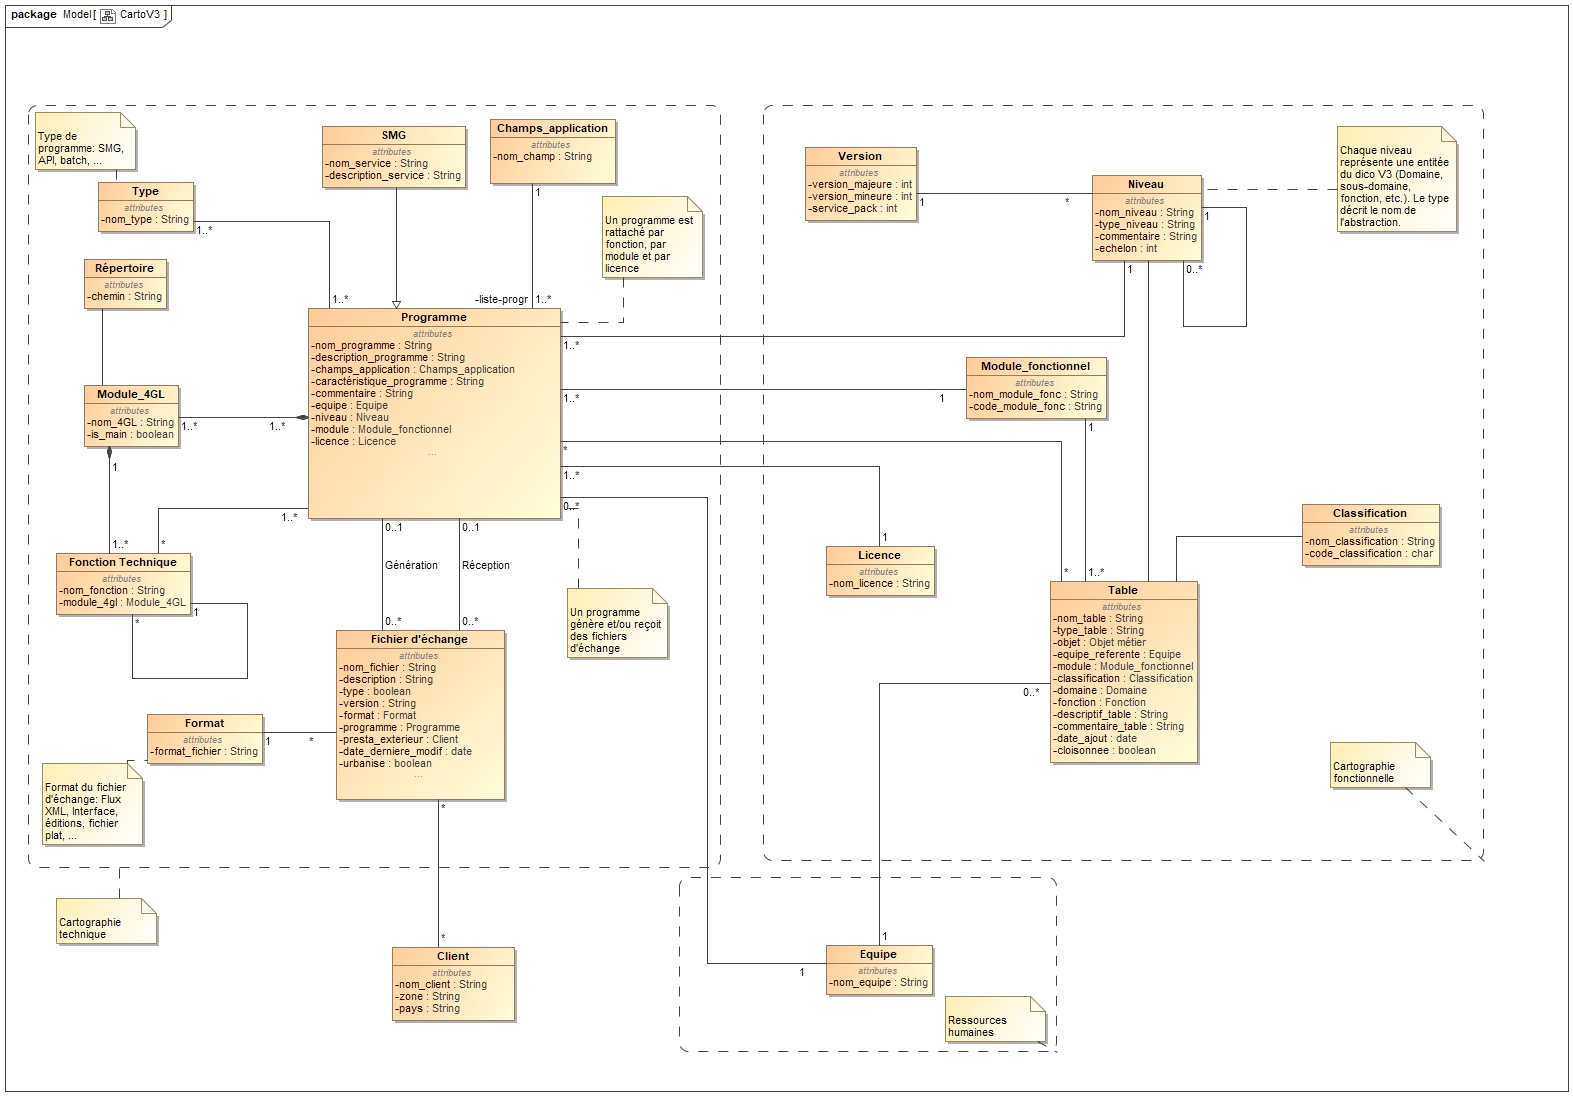 package Model[ CartoV3 ]
Type de
programme: SMG,
API, batch, ...
Type
attributes
-nom_type : String
1..*
1..*
SMG
attributes
-nom_service : String
-description_service : String
Champs_application
attributes
-nom_champ : String
1
-liste-progr
1..*
Un programme est
rattaché par
fonction, par
module et par
licence
Répertoire
attributes
-chemin : String
Module_4GL
attributes
-nom_4GL : String
-is_main : boolean
1..*
1..*
1
1..*
Programme
attributes
-nom_programme : String
-description_programme : String
-champs_application : Champs_application
-caractéristique_programme : String
-commentaire : String
-equipe : Equipe
-niveau : Niveau
-module : Module_fonctionnel
-licence : Licence
...
1..*
1..*
*
1..*
0..*
1..*
*
Fonction Technique
attributes
-nom_fonction : String
-module_4gl : Module_4GL
1
*
0..1
0..1
Génération
Réception
0..*
0..*
Un programme
génère et/ou reçoit
des fichiers
d'échange
Fichier d'échange
attributes
-nom_fichier : String
-description : String
-type : boolean
-version : String
-format : Format
-programme : Programme
-presta_exterieur : Client
-date_derniere_modif : date
-urbanise : boolean
...
Format
attributes
-format_fichier : String
1
*
Format du fichier
d'échange: Flux
XML, Interface,
éditions, fichier
plat, ...
Cartographie
technique
*
*
Client
attributes
-nom_client : String
-zone : String
-pays : String
Version
attributes
-version_majeure : int
-version_mineure : int
-service_pack : int
1
*
Niveau
attributes
-nom_niveau : String
-type_niveau : String
-commentaire : String
-echelon : int
1
1
0..*
Chaque niveau
représente une entitée
du dico V3 (Domaine,
sous-domaine,
fonction, etc.). Le type
décrit le nom de
l'abstraction.
Module_fonctionnel
attributes
-nom_module_fonc : String
-code_module_fonc : String
1
1
Licence
attributes
-nom_licence : String
1
Classification
attributes
-nom_classification : String
-code_classification : char
*
1..*
Table
attributes
-nom_table : String
-type_table : String
-objet : Objet métier
-equipe_referente : Equipe
-module : Module_fonctionnel
-classification : Classification
-domaine : Domaine
-fonction : Fonction
-descriptif_table : String
-commentaire_table : String
-date_ajout : date
-cloisonnee : boolean
0..*
Cartographie
fonctionnelle
1
1
Equipe
attributes
-nom_equipe : String
Ressources
humaines